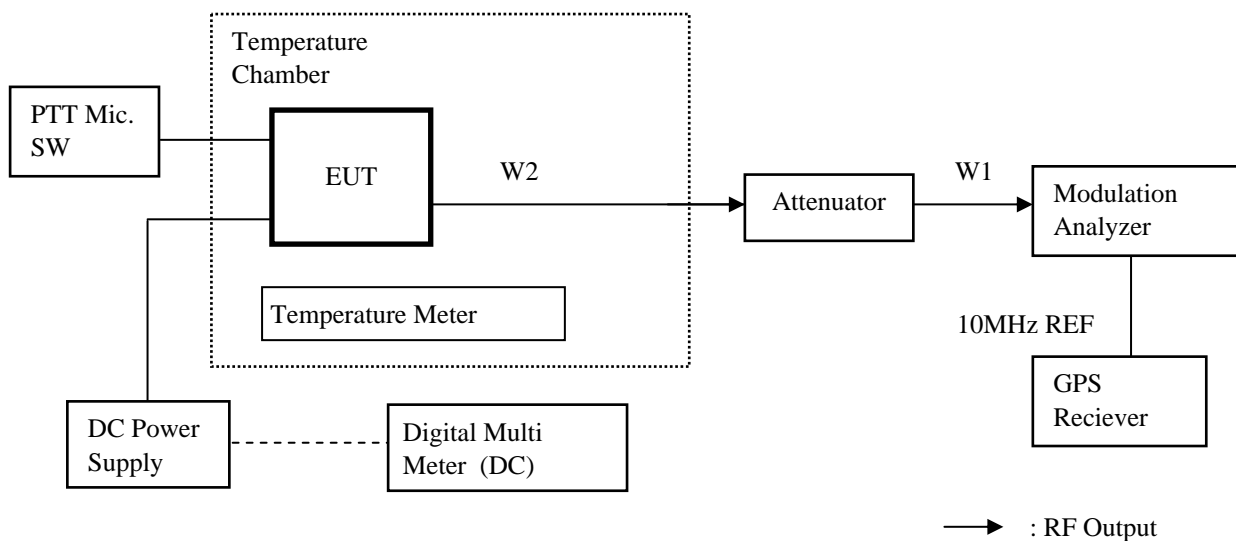 Temperature
Chamber
PTT Mic.
SW
EUT
W2
Attenuator
W1
Modulation
Analyzer
Temperature Meter
10MHz REF
GPS
Reciever
DC Power
Supply
Digital Multi
Meter (DC)
: RF Output